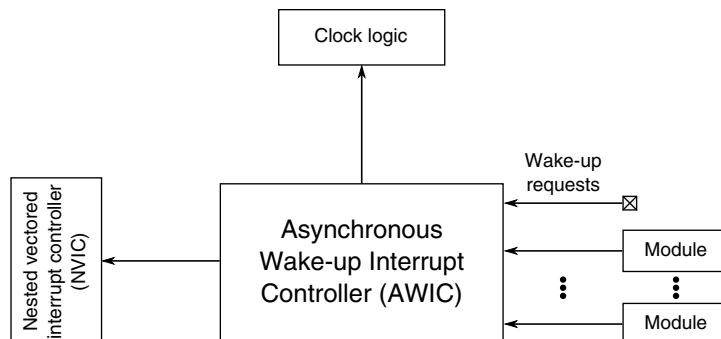 Clock logic
Wake-up
requests
Nested vectored
interrupt controller
(NVIC)
Asynchronous
Wake-up Interrupt
Controller (AWIC)
Module
Module